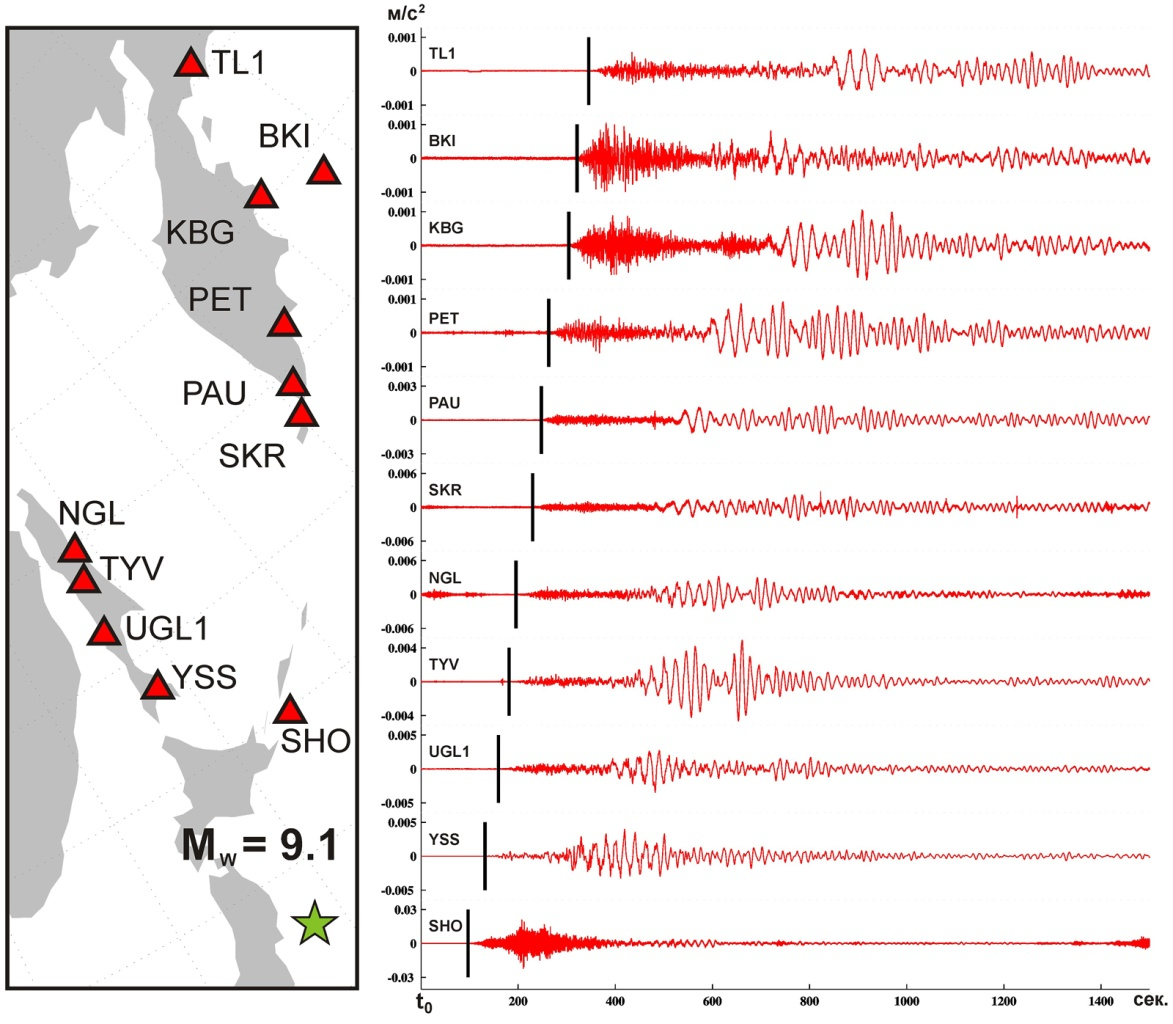 TL1
BKI
KBG
PET
PAU
SKR
NGL
TYV
UGL1
YSS
SHO
Mw = 9.1
м/с²
0.001
TL1
0
-0.001
0.001
BKI
0
-0.001
0.001
KBG
0
-0.001
0.001
PET
0
-0.001
0.003
PAU
0
-0.003
0.006
SKR
0
-0.006
0.006
NGL
0
-0.006
0.004
TYV
0
-0.004
0.005
UGL1
0
-0.005
0.005
YSS
0
-0.005
0.03
SHO
0
-0.03
t0 200 400 600 800 1000 1200 1400 сек.